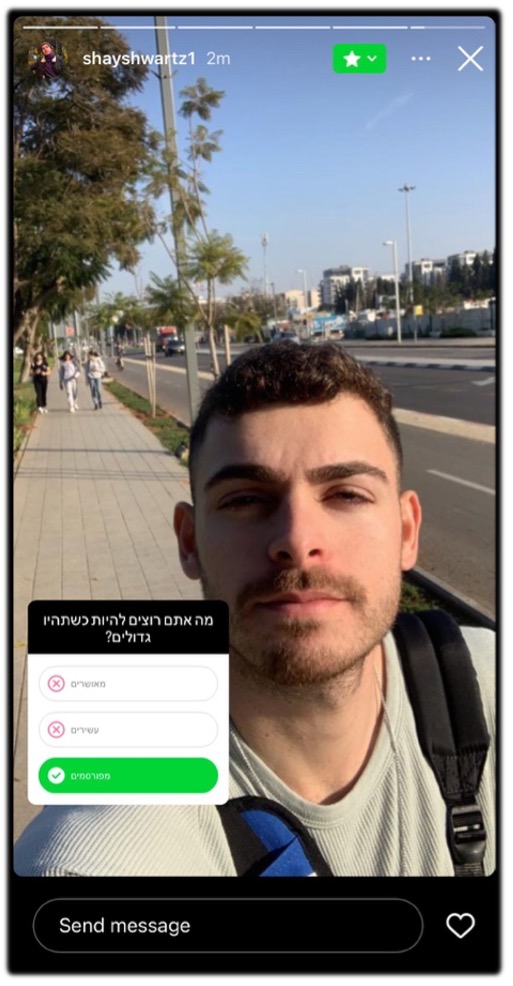 shayshwartz1 2m
מה אתם רוצים להיות כשתהיו
גדולים?
מאושרים
עשירים
מפורסמים
Send message